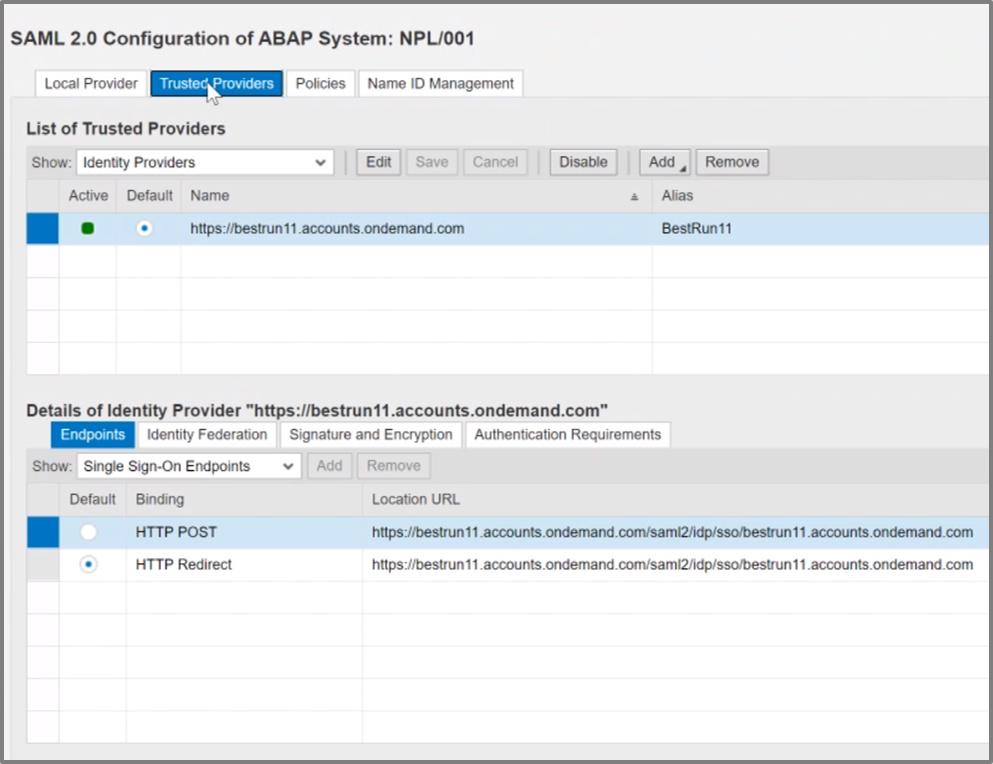 SAML 2.0 Configuration of ABAP System: NPL/001
Local Provider Trusted Providers Policies Name ID Management
List of Trusted Providers
Show: Identity Providers Edit Save Cancel Disable Add Remove
Active Default Name Alias
https://bestrun11.accounts.ondemand.com BestRun11
Details of Identity Provider "https://bestrun11.accounts.ondemand.com"
Endpoints Identity Federation Signature and Encryption Authentication Requirements
Show: Single Sign-On Endpoints Add Remove
Default Binding Location URL
HTTP POST https://bestrun11.accounts.ondemand.com/saml2/idp/sso/bestrun11.accounts.ondemand.com
HTTP Redirect https://bestrun11.accounts.ondemand.com/saml2/idp/sso/bestrun11.accounts.ondemand.com